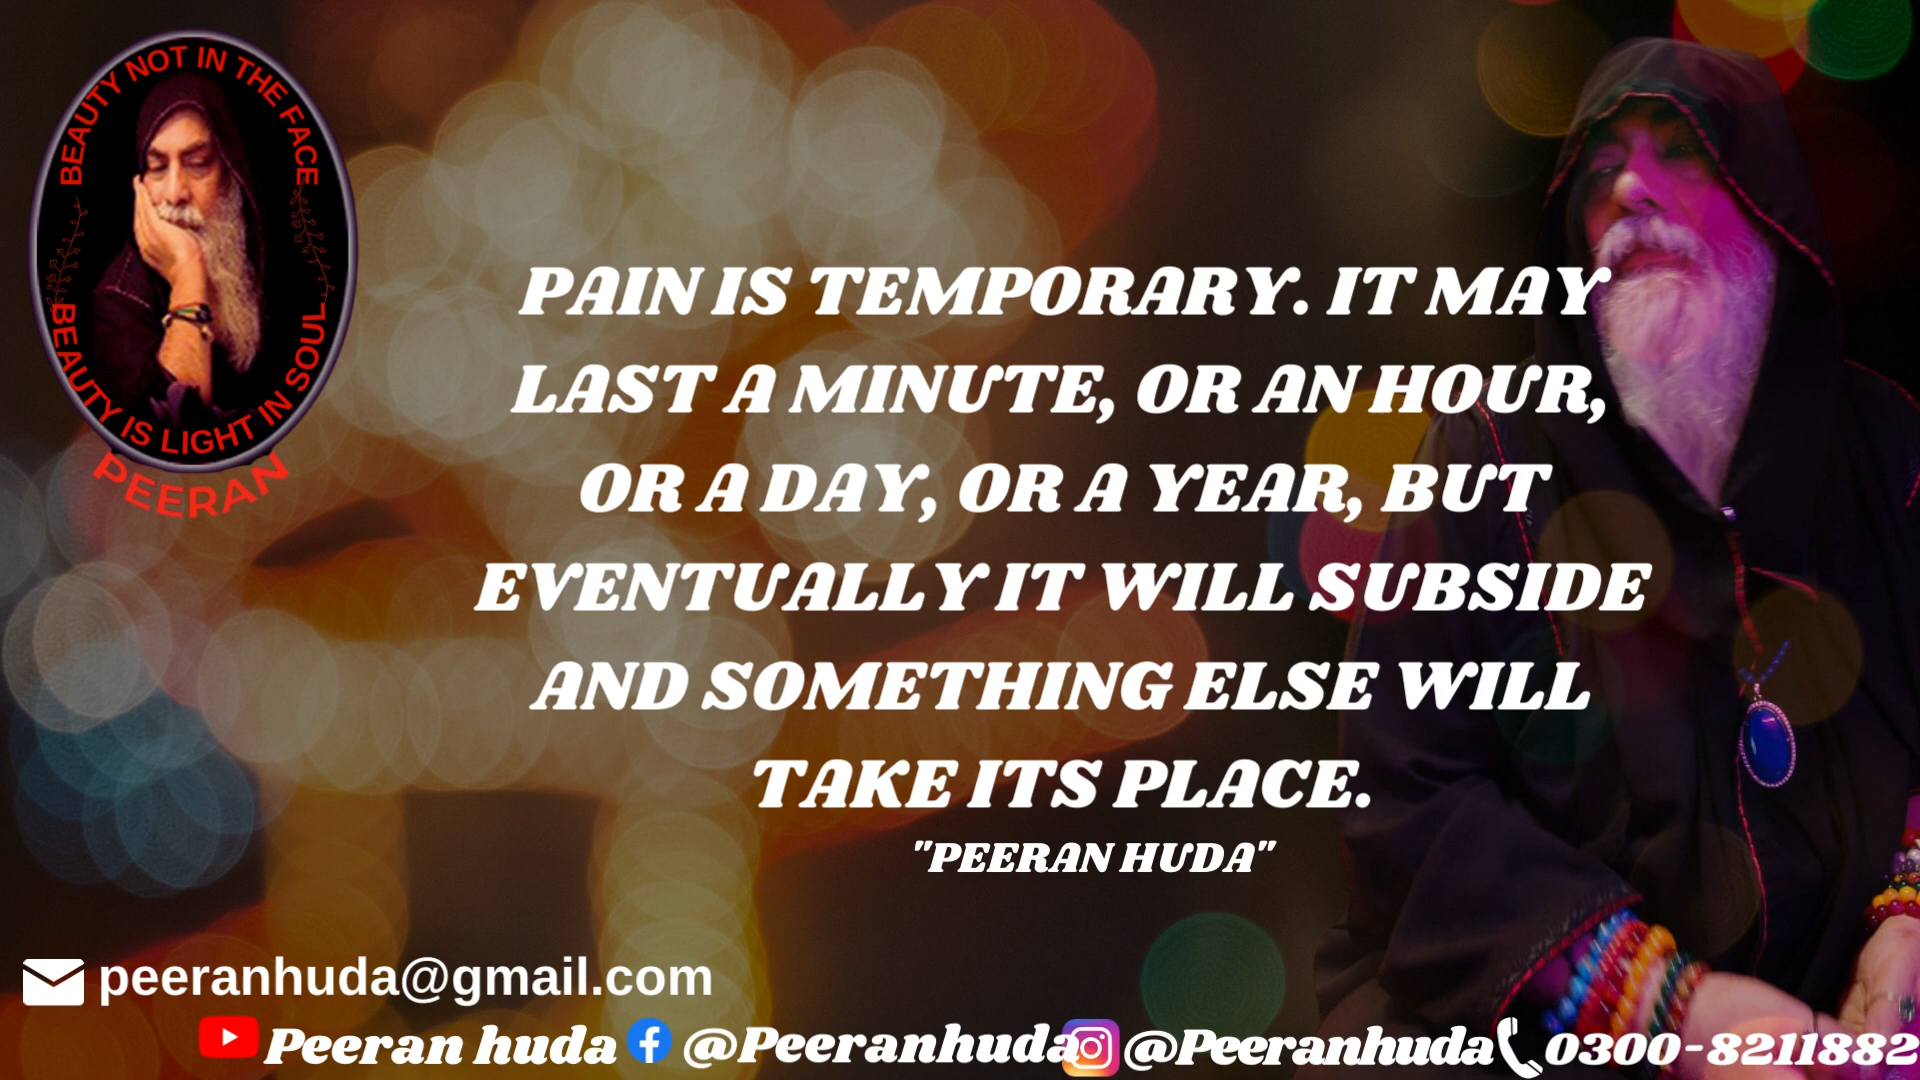 BEAUTY NOT IN THE FACE
BEAUTY IS LIGHT IN SOUL
PEERAN
PAIN IS TEMPORARY. IT MAY
LAST A MINUTE, OR AN HOUR,
OR A DAY, OR A YEAR, BUT
EVENTUALLY IT WILL SUBSIDE
AND SOMETHING ELSE WILL
TAKE ITS PLACE.
"PEERAN HUDA"
peeranhuda@gmail.com
Peeran huda @Peeranhuda @Peeranhuda 0300-8211882